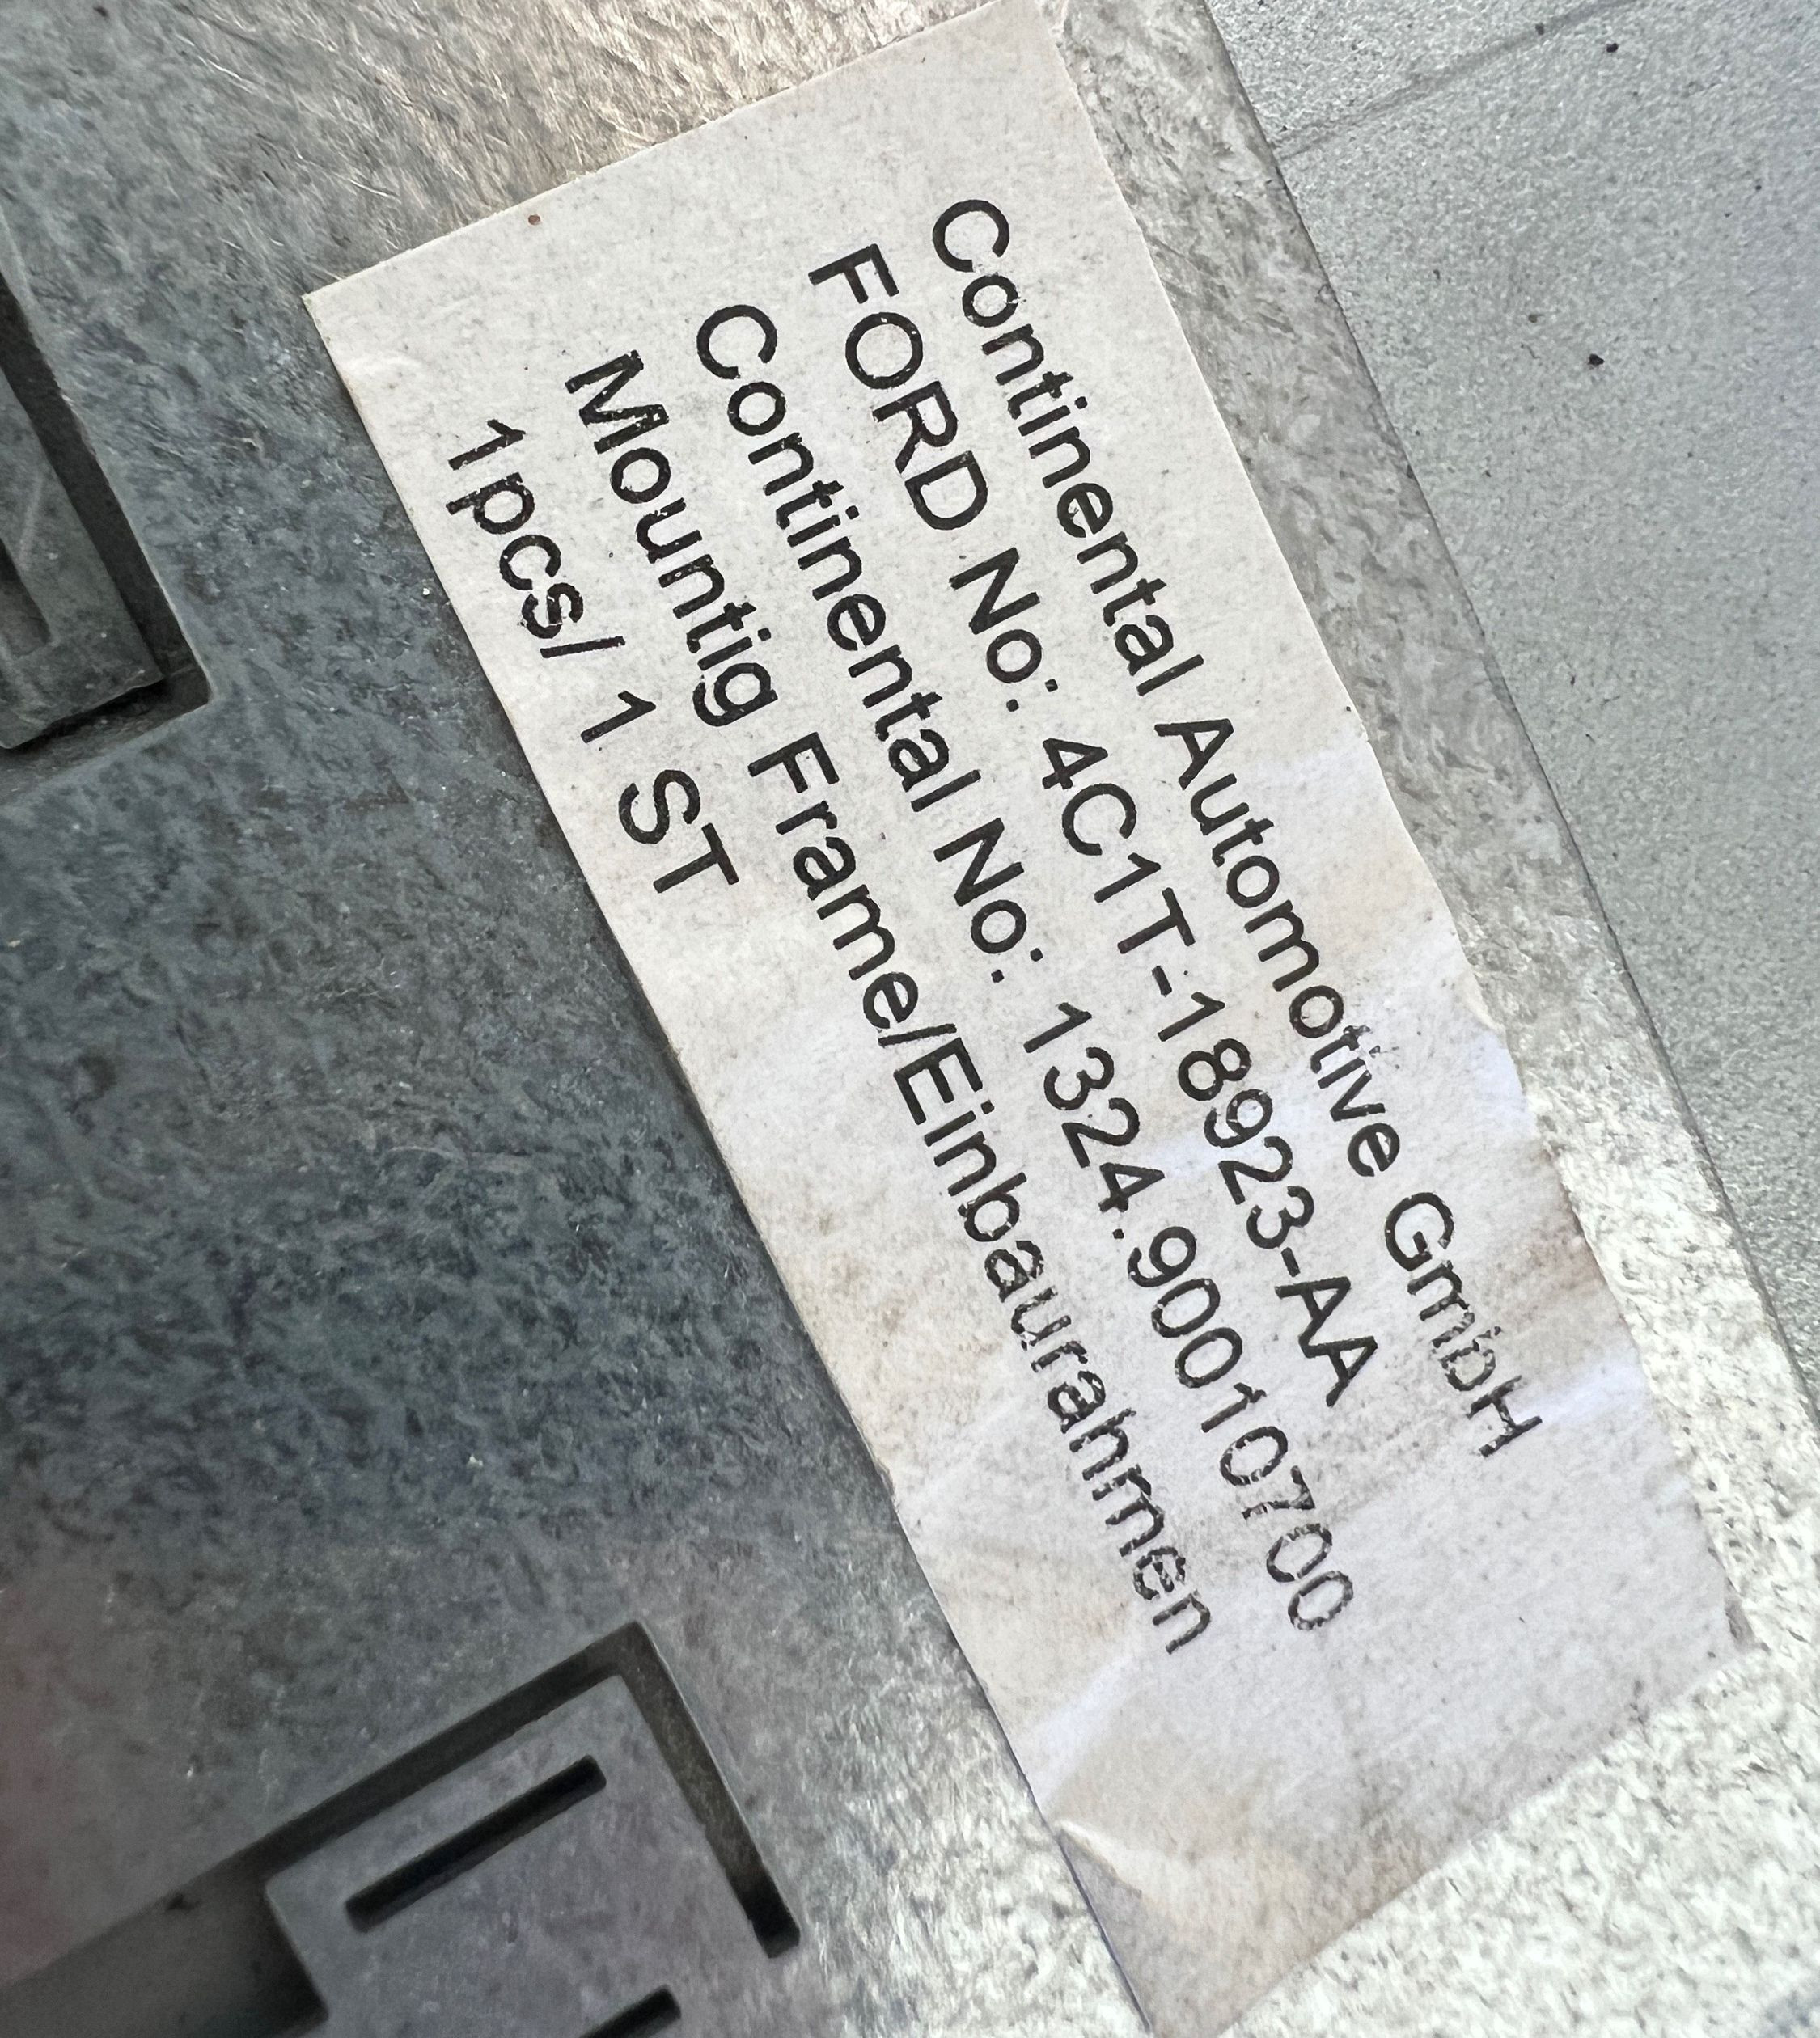 Continental Automotive GmbH
FORD No: 4C1T-18923-AA
Continental No: 1324.90010700
Mountig Frame/Einbaurahmen
1pcs/ 1 ST